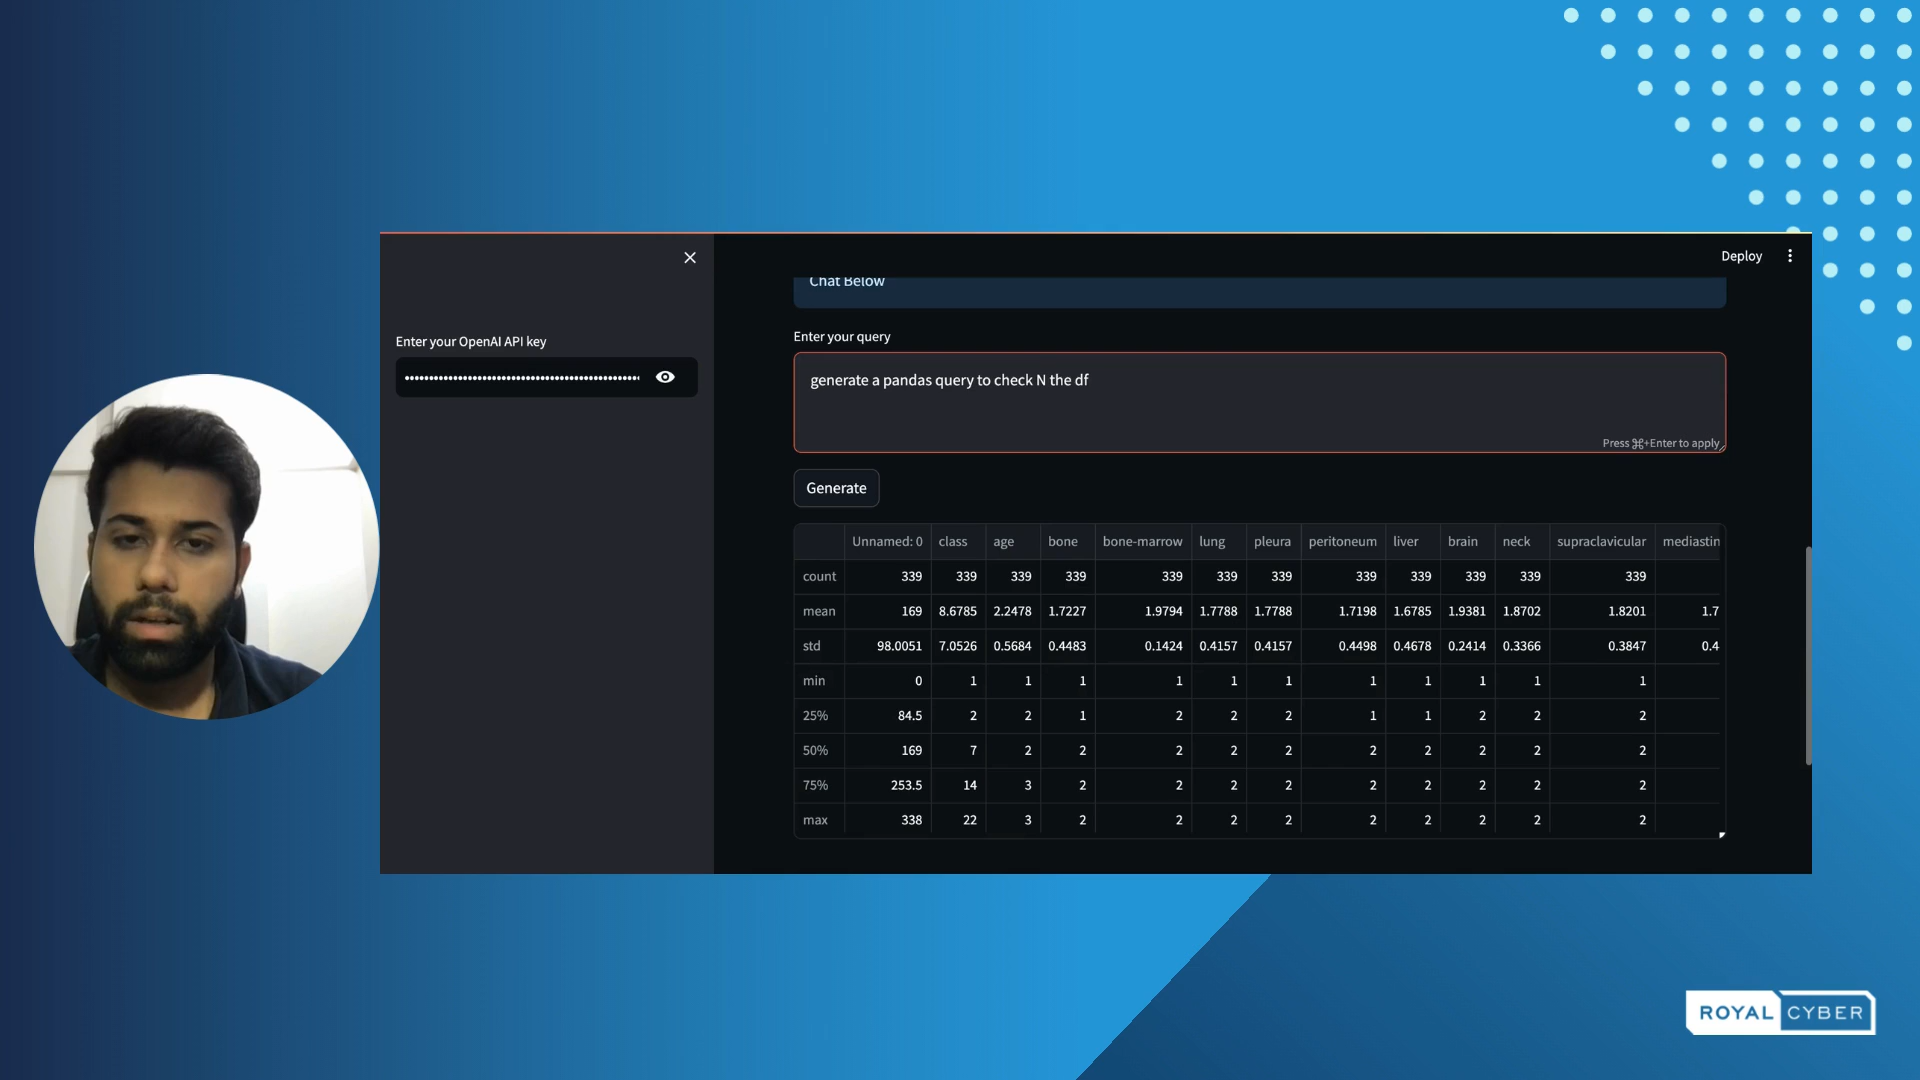 Deploy
Chat Below
Enter your OpenAI API key
Enter your query
generate a pandas query to check N the df
Press ⌘+Enter to apply
Generate
Unnamed: 0 class age bone bone-marrow lung pleura peritoneum liver brain neck supraclavicular mediastin
count 339 339 339 339 339 339 339 339 339 339 339 339
mean 169 8.6785 2.2478 1.7227 1.9794 1.7788 1.7788 1.7198 1.6785 1.9381 1.8702 1.8201 1.7
std 98.0051 7.0526 0.5684 0.4483 0.1424 0.4157 0.4157 0.4498 0.4678 0.2414 0.3366 0.3847 0.4
min 0 1 1 1 1 1 1 1 1 1 1 1
25% 84.5 2 2 1 2 2 2 1 1 2 2 2
50% 169 7 2 2 2 2 2 2 2 2 2 2
75% 253.5 14 3 2 2 2 2 2 2 2 2 2
max 338 22 3 2 2 2 2 2 2 2 2 2
ROYAL CYBER